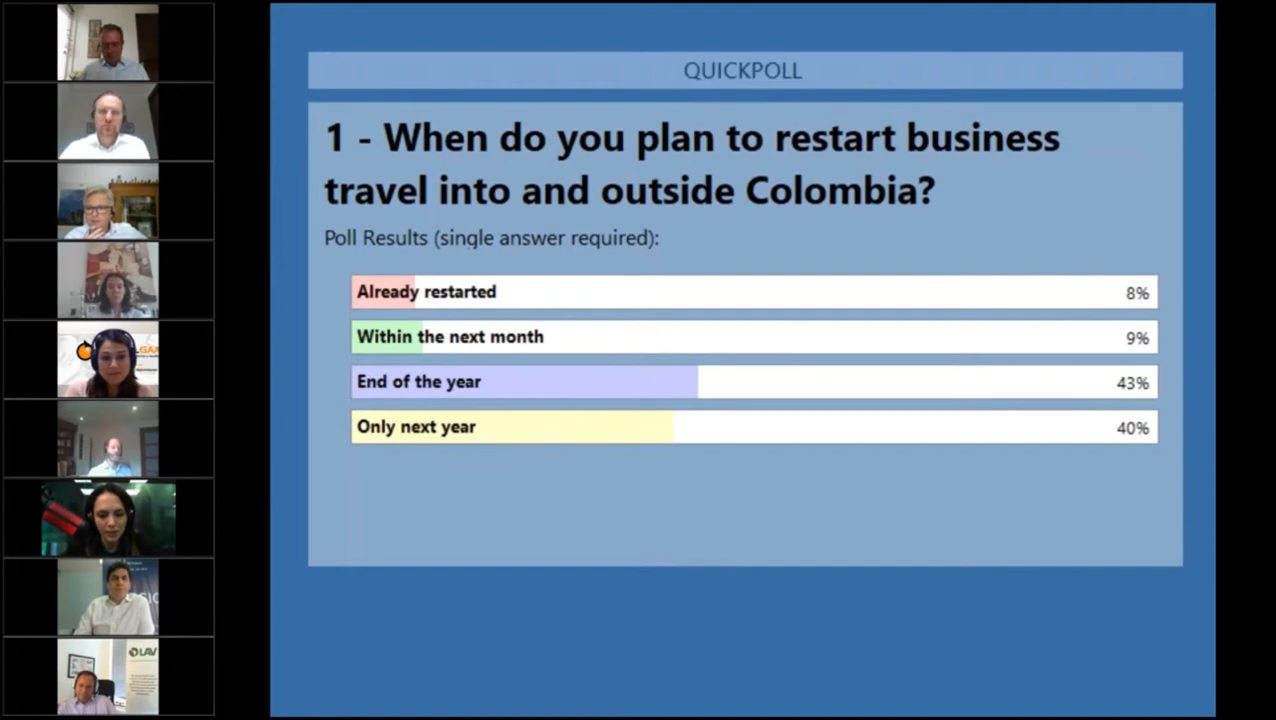 QUICKPOLL
1 - When do you plan to restart business
travel into and outside Colombia?
Poll Results (single answer required):
Already restarted 8%
Within the next month 9%
End of the year 43%
Only next year 40%
LAV